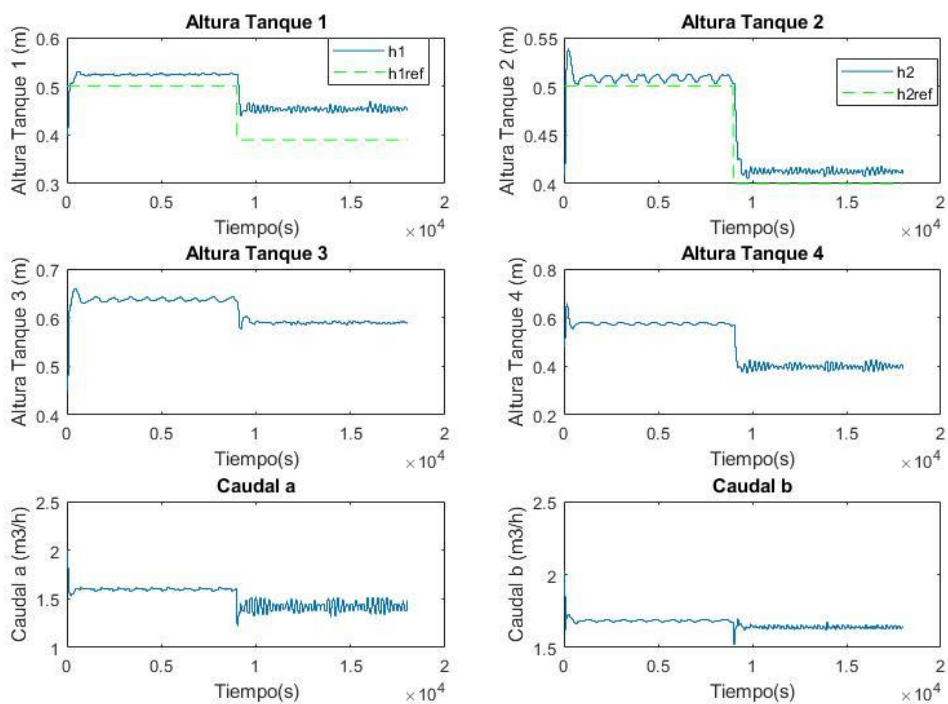 Altura Tanque 1
Altura Tanque 1 (m)
0.6
0.5
0.4
0.3
h1
h1ref
0 0.5 1 1.5 2
Tiempo(s)
× 10^4
Altura Tanque 2
Altura Tanque 2 (m)
0.55
0.5
0.45
0.4
h2
h2ref
0 0.5 1 1.5 2
Tiempo(s)
× 10^4
Altura Tanque 3
Altura Tanque 3 (m)
0.7
0.6
0.5
0.4
0 0.5 1 1.5 2
Tiempo(s)
× 10^4
Altura Tanque 4
Altura Tanque 4 (m)
0.8
0.6
0.4
0.2
0 0.5 1 1.5 2
Tiempo(s)
× 10^4
Caudal a
Caudal a (m3/h)
2.5
2
1.5
1
0 0.5 1 1.5 2
Tiempo(s)
× 10^4
Caudal b
Caudal b (m3/h)
2.5
2
1.5
0 0.5 1 1.5 2
Tiempo(s)
× 10^4